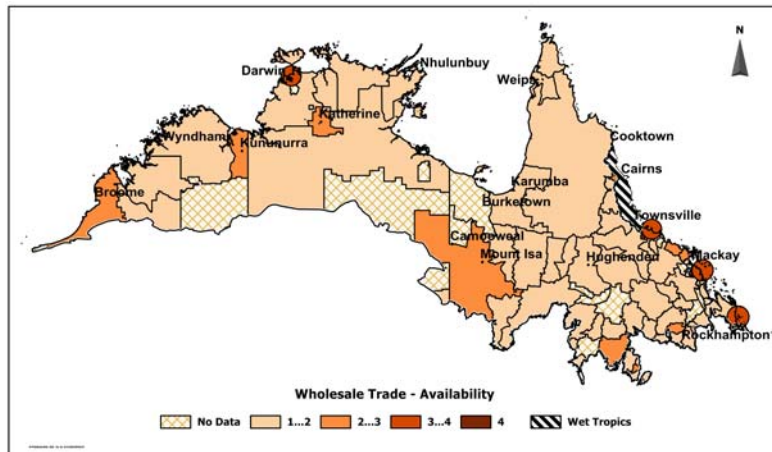 N
Darwin
Nhulunbuy
Weipa
Katherine
Wyndham
Kununurra
Cooktown
Cairns
Karumba
Broome
Burketown
Townsville
Camooweal
Mount Isa
Hughenden
Mackay
Rockhampton
Wholesale Trade - Availability
No Data 1...2 2...3 3...4 4 Wet Tropics